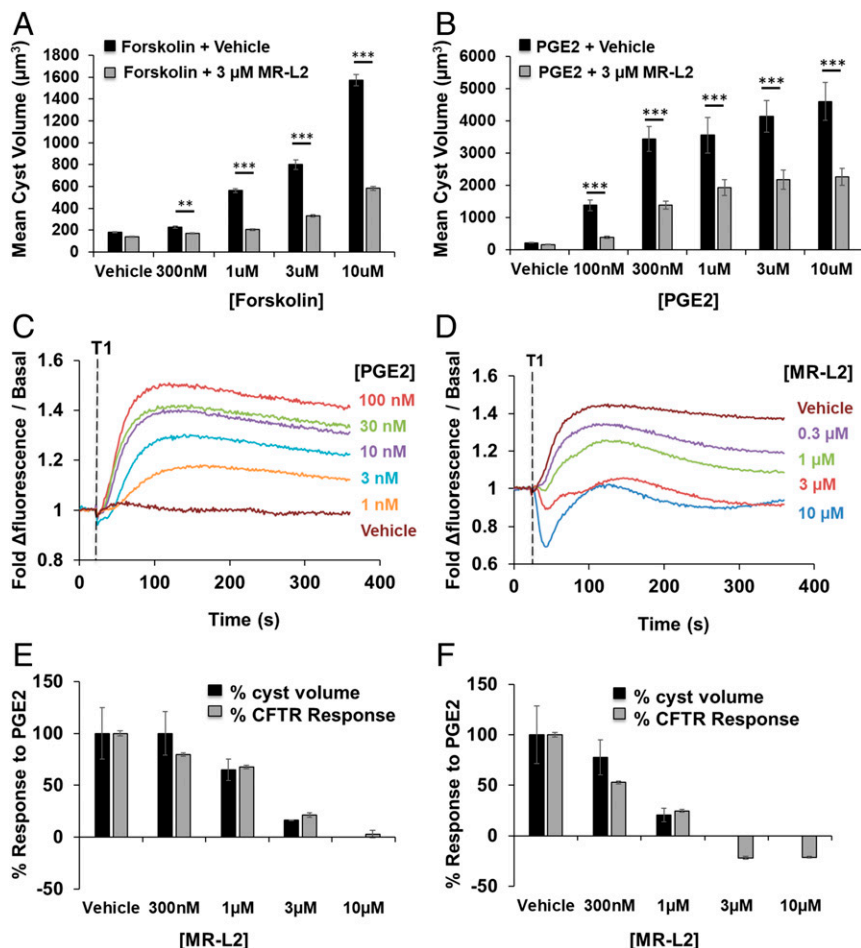 A
Forskolin + Vehicle
Forskolin + 3 µM MR-L2
Mean Cyst Volume (µm³)
1800
1600
1400
1200
1000
800
600
400
200
0
**
***
***
***
Vehicle 300nM 1uM 3uM 10uM
[Forskolin]
B
PGE2 + Vehicle
PGE2 + 3 µM MR-L2
Mean Cyst Volume (µm³)
6000
5000
4000
3000
2000
1000
0
***
***
***
***
***
Vehicle 100nM 300nM 1uM 3uM 10uM
[PGE2]
C
T1
[PGE2]
Fold Δfluorescence / Basal
1.6
1.4
1.2
1
0.8
100 nM
30 nM
10 nM
3 nM
1 nM
Vehicle
0 100 200 300 400
Time (s)
D
T1
[MR-L2]
Fold Δfluorescence / Basal
1.6
1.4
1.2
1.0
0.8
0.6
Vehicle
0.3 µM
1 µM
3 µM
10 µM
0 100 200 300 400
Time (s)
E
% cyst volume
% CFTR Response
% Response to PGE2
150
100
50
0
-50
Vehicle 300nM 1µM 3µM 10µM
[MR-L2]
F
% cyst volume
% CFTR Response
% Response to PGE2
150
100
50
0
-50
Vehicle 300nM 1µM 3µM 10µM
[MR-L2]